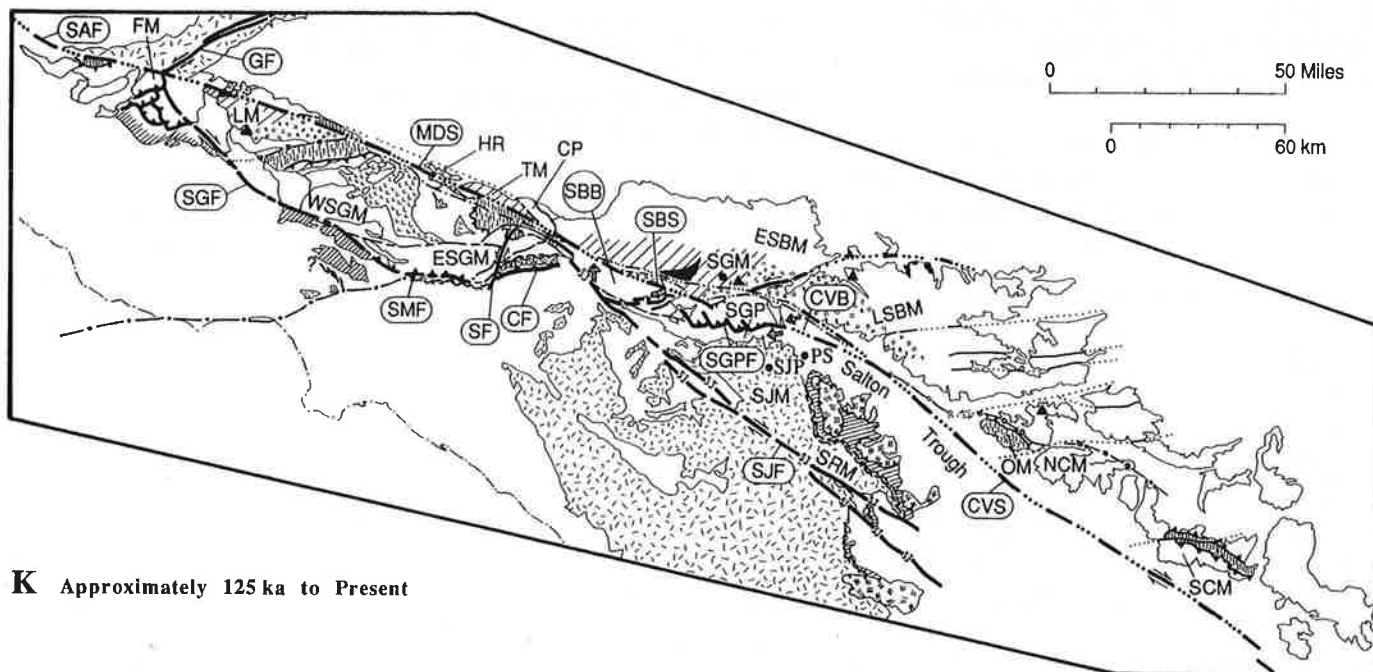 SAF
FM
GF
0 50 Miles
0 60 km
LM
MDS
HR
TM
CP
SBB
SBS
SGF
WSGM
ESGM
SGM
ESBM
SMF
SF
CF
SGP
CVB
LSBM
SGPF
SJP
PS
SJM
Salton
Trough
SJF
SRM
OM
NCM
CVS
SCM
K Approximately 125 ka to Present